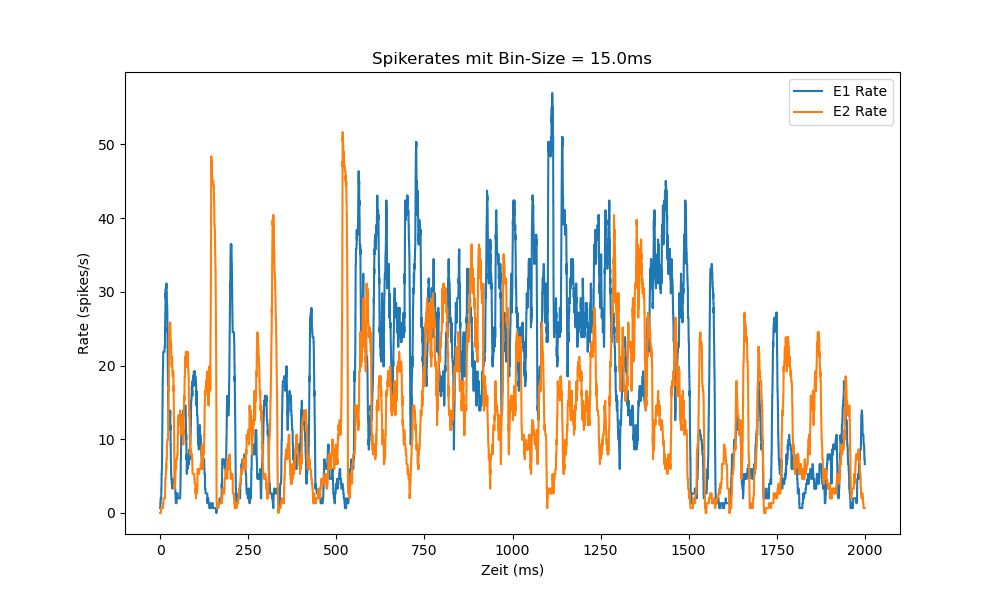 Spikerates mit Bin-Size = 15.0ms
E1 Rate
E2 Rate
Rate (spikes/s)
50
40
30
20
10
0
0 250 500 750 1000 1250 1500 1750 2000
Zeit (ms)